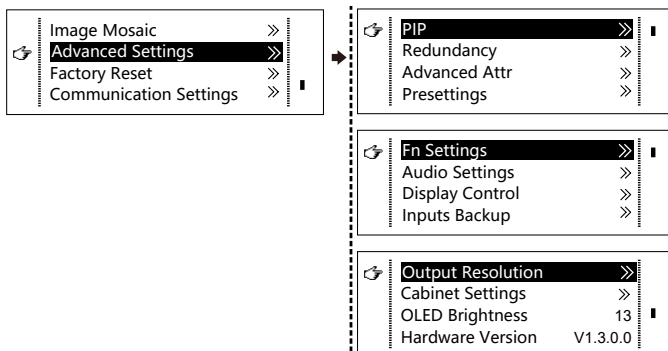 Image Mosaic »
Advanced Settings »
Factory Reset »
Communication Settings »
PIP »
Redundancy »
Advanced Attr »
Presettings »
Fn Settings »
Audio Settings »
Display Control »
Inputs Backup »
Output Resolution »
Cabinet Settings »
OLED Brightness 13
Hardware Version V1.3.0.0